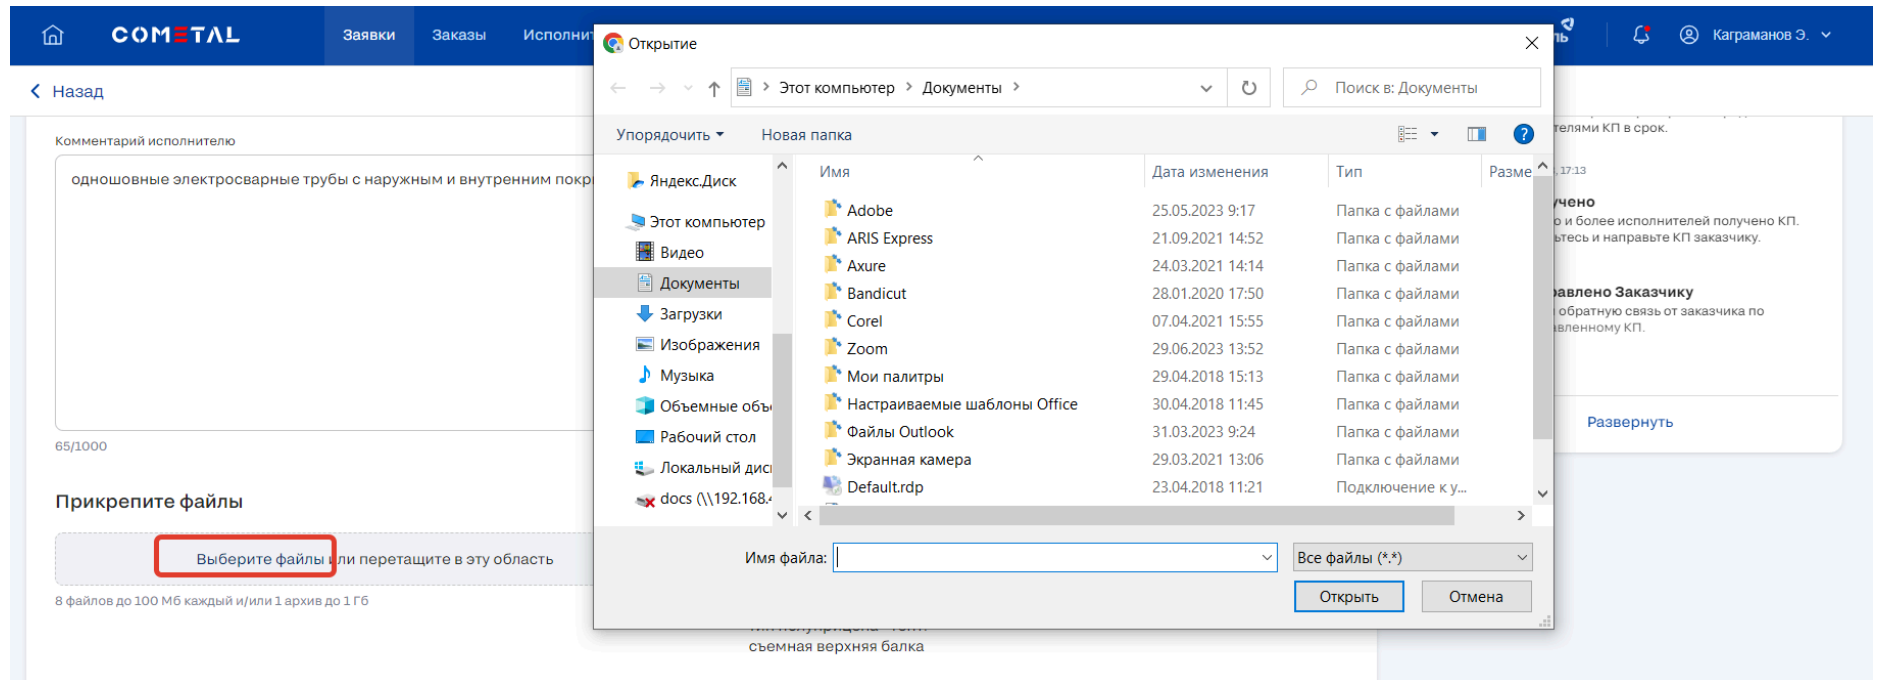 COMETAL
Заявки
Заказы
Исполнит
ль
Каграманов Э.
Назад
Комментарий исполнителю
одношовные электросварные трубы с наружным и внутренним покр
65/1000
Прикрепите файлы
Выберите файлы или перетащите в эту область
8 файлов до 100 Мб каждый и/или 1 архив до 1 Гб
Открытие
Этот компьютер > Документы >
Поиск в: Документы
Упорядочить
Новая папка
Яндекс.Диск
Этот компьютер
Видео
Документы
Загрузки
Изображения
Музыка
Объемные объ
Рабочий стол
Локальный дис
docs (\\192.168.4
Имя Дата изменения Тип Разме
Adobe 25.05.2023 9:17 Папка с файлами
ARIS Express 21.09.2021 14:52 Папка с файлами
Axure 24.03.2021 14:14 Папка с файлами
Bandicut 28.01.2020 17:50 Папка с файлами
Corel 07.04.2021 15:55 Папка с файлами
Zoom 29.06.2023 13:52 Папка с файлами
Мои палитры 29.04.2018 15:13 Папка с файлами
Настраиваемые шаблоны Office 30.04.2018 11:45 Папка с файлами
Файлы Outlook 31.03.2023 9:24 Папка с файлами
Экранная камера 29.03.2021 13:06 Папка с файлами
Default.rdp 23.04.2018 11:21 Подключение к у...
Имя файла:
Все файлы (*.*)
Открыть
Отмена
съемная верхняя балка
телями КП в срок.
, 17:13
учено
о и более исполнителей получено КП.
ьтесь и направьте КП заказчику.
равлено Заказчику
обратную связь от заказчика по
авленному КП.
Развернуть